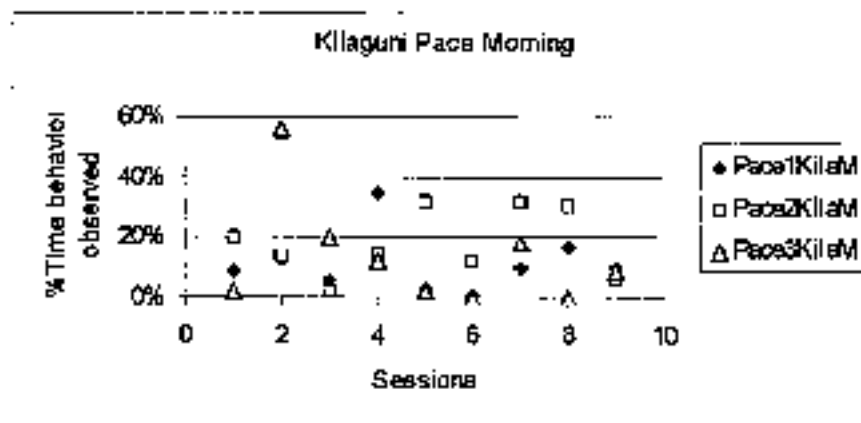 Kilaguni Pace Morning
%Time behavior
observed
60%
40%
20%
0%
0 2 4 6 8 10
Sessions
Pace1KilaM
Pace2KilaM
Pace3KilaM